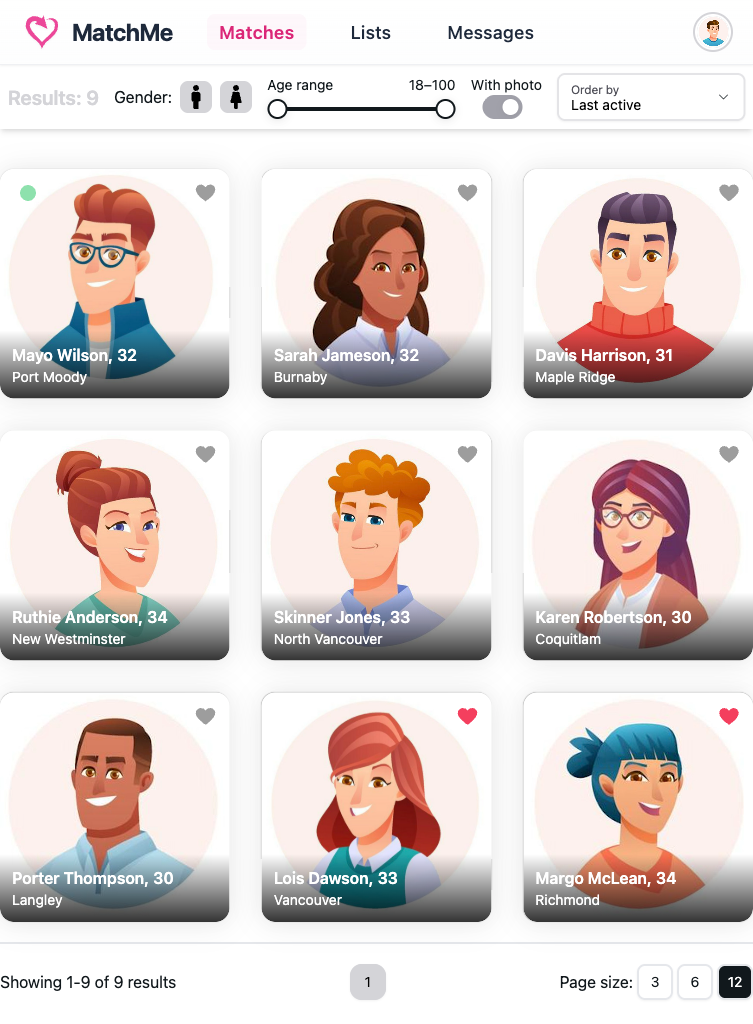 MatchMe
Matches
Lists
Messages
Results: 9
Gender:
Age range
18–100
With photo
Order by
Last active
Mayo Wilson, 32
Port Moody
Sarah Jameson, 32
Burnaby
Davis Harrison, 31
Maple Ridge
Ruthie Anderson, 34
New Westminster
Skinner Jones, 33
North Vancouver
Karen Robertson, 30
Coquitlam
Porter Thompson, 30
Langley
Lois Dawson, 33
Vancouver
Margo McLean, 34
Richmond
Showing 1-9 of 9 results
1
Page size:
3
6
12